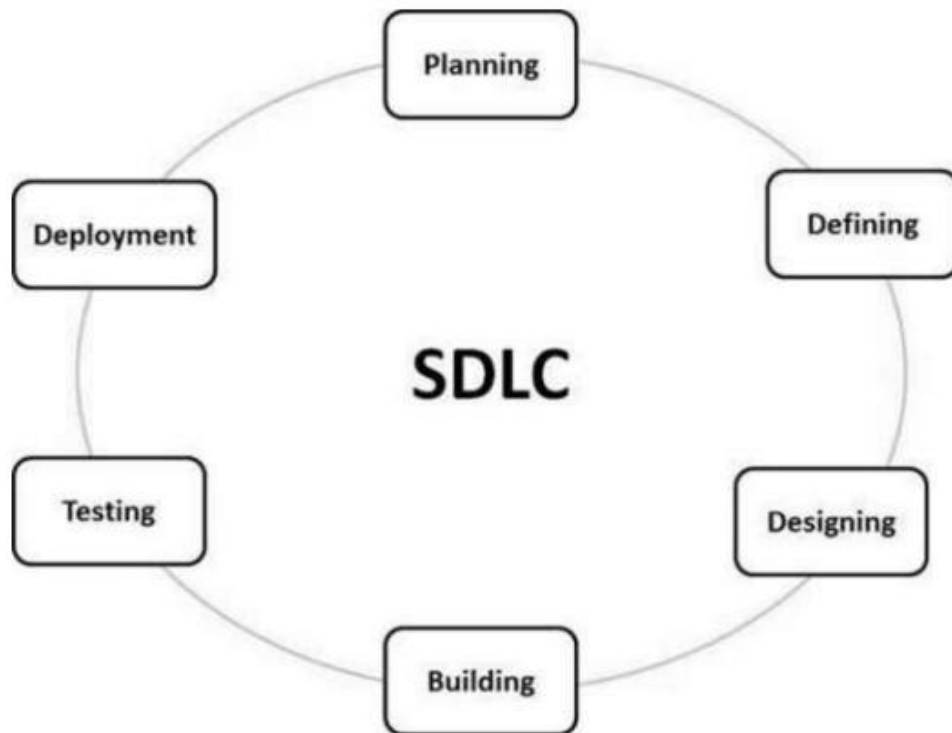 Planning
Defining
Deployment
SDLC
Testing
Designing
Building